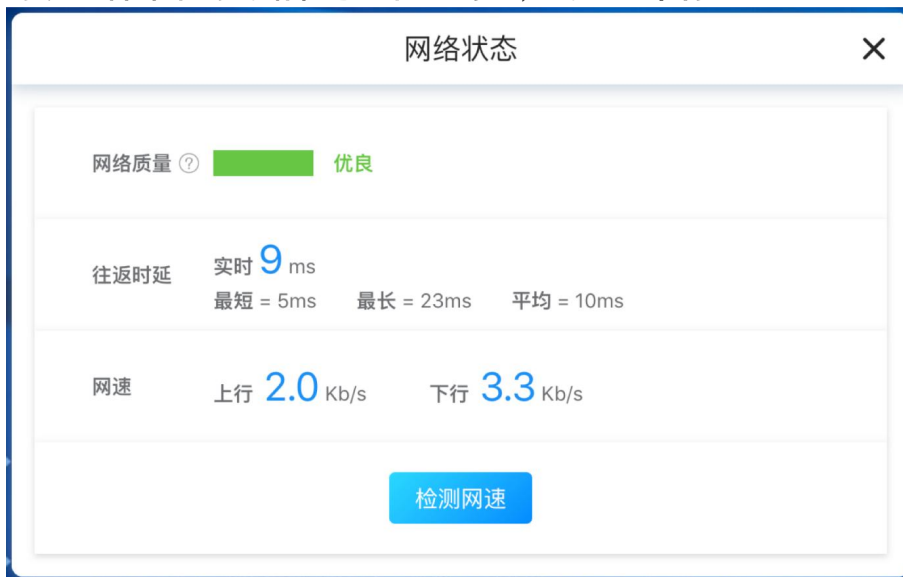 网络状态
网络质量 ? 优良
往返时延 实时 9 ms
最短 = 5ms 最长 = 23ms 平均 = 10ms
网速 上行 2.0 Kb/s 下行 3.3 Kb/s
检测网速